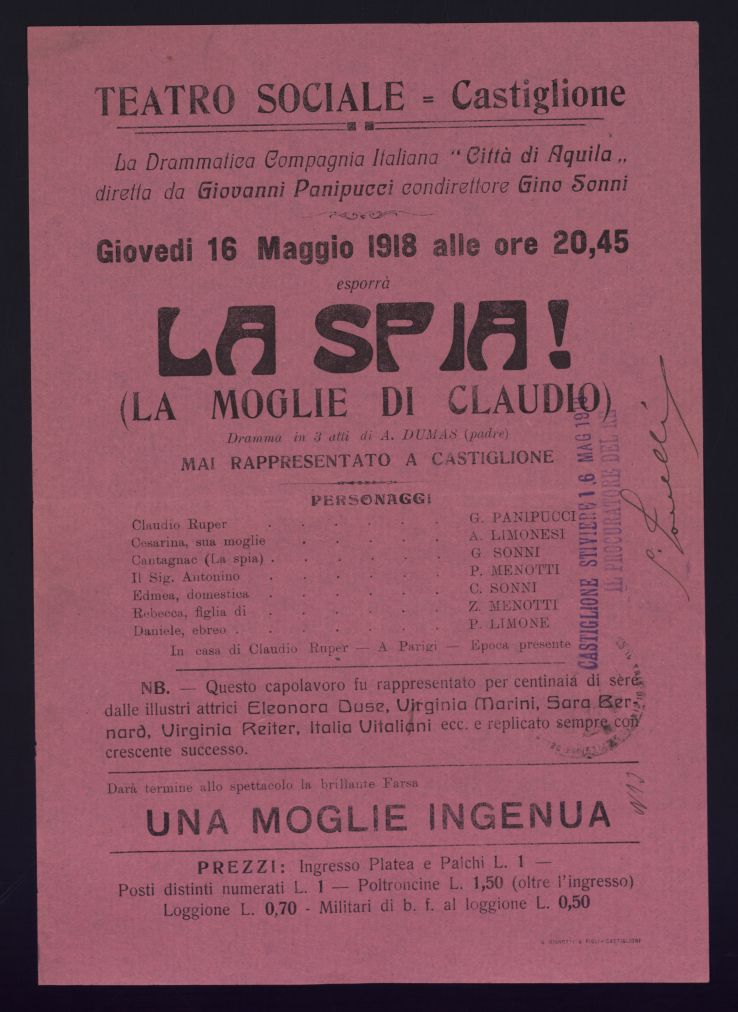 TEATRO SOCIALE = Castiglione
La Drammatica Compagnia Italiana "Città di Aquila„
diretta da Giovanni Panipucci condirettore Gino Sonni
Giovedi 16 Maggio 1918 alle ore 20,45
esporrà
LA SPIA!
(LA MOGLIE DI CLAUDIO)
Dramma in 3 atti di A. DUMAS (padre)
MAI RAPPRESENTATO A CASTIGLIONE
PERSONAGGI
Claudio Ruper . . . . . . G. PANIPUCCI
Cesarina, sua moglie . . . . . A. LIMONESI
Cantagnac (La spia) . . . . . . G. SONNI
Il Sig. Antonino . . . . . . P. MENOTTI
Edmea, domestica . . . . . . C. SONNI
Rebecca, figlia di . . . . . . Z. MENOTTI
Daniele, ebreo . . . . . . . P. LIMONE
In casa di Claudio Ruper — A Parigi — Epoca presente
NB. — Questo capolavoro fu rappresentato per centinaia di sere
dalle illustri attrici Eleonora Duse, Virginia Marini, Sara Ber-
nard, Virginia Reiter, Italia Vitaliani ecc. e replicato sempre con
crescente successo.
Darà termine allo spettacolo la brillante Farsa
UNA MOGLIE INGENUA
PREZZI: Ingresso Platea e Palchi L. 1 —
Posti distinti numerati L. 1 — Poltroncine L. 1,50 (oltre l'ingresso)
Loggione L. 0,70 - Militari di b. f. al loggione L. 0,50
& FIGLI - CASTIGLIONE
CASTIGLIONE STIVIERE 16 MAG 191
IL PROCURATORE DEL RE